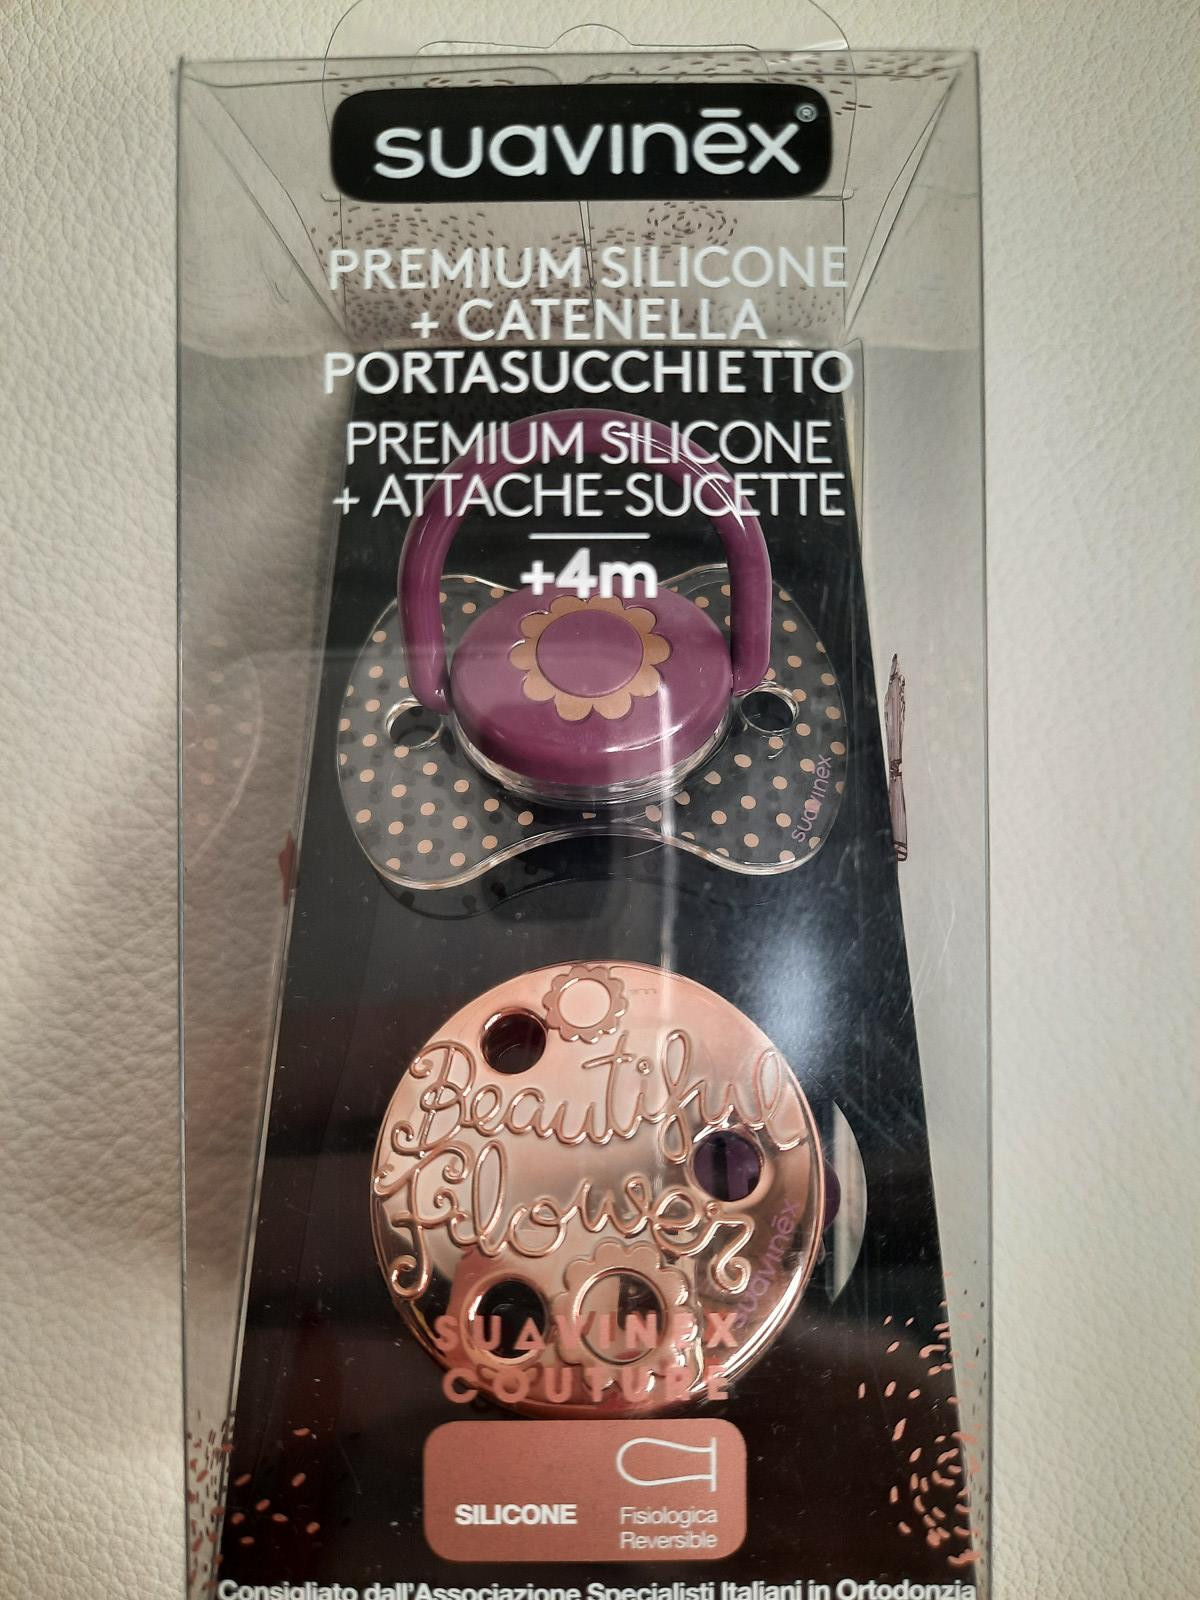 suavinēx®
PREMIUM SILICONE
+ CATENELLA
PORTASUCCHIETTO
PREMIUM SILICONE
+ ATTACHE-SUCETTE
+4m
suavinēx
Beautiful
Flower
suavinēx
SUAVINEX
COUTURE
SILICONE
Fisiologica
Reversible
Consigliato dall'Associazione Specialisti Italiani in Ortodonzia